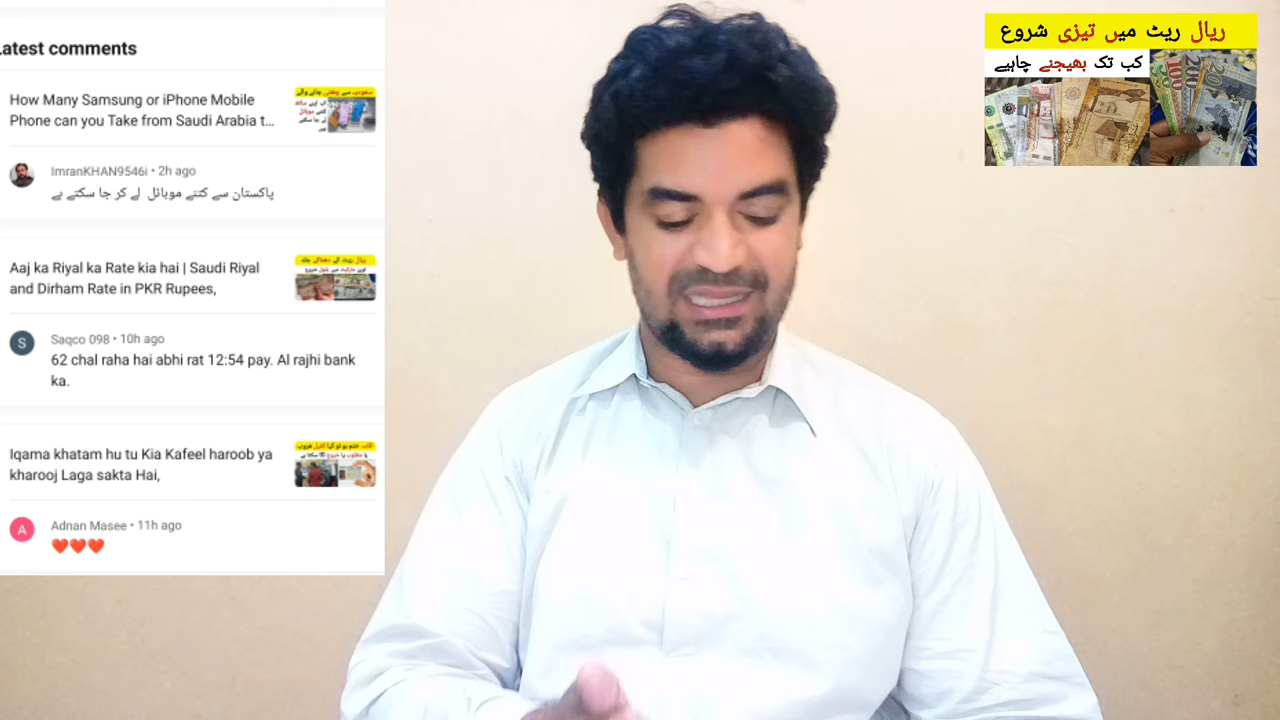 Latest comments
How Many Samsung or iPhone Mobile
Phone can you Take from Saudi Arabia t...
ImranKHAN9546i • 2h ago
پاکستان سے کتنے موبائل لے کر جا سکتے ہے
Aaj ka Riyal ka Rate kia hai | Saudi Riyal
and Dirham Rate in PKR Rupees,
S
Saqco 098 • 10h ago
62 chal raha hai abhi rat 12:54 pay. Al rajhi bank
ka.
Iqama khatam hu tu Kia Kafeel haroob ya
kharooj Laga sakta Hai,
A
Adnan Masee • 11h ago
❤️❤️❤️
ریال ریٹ میں تیزی شروع
کب تک بھیجنے چاہیے